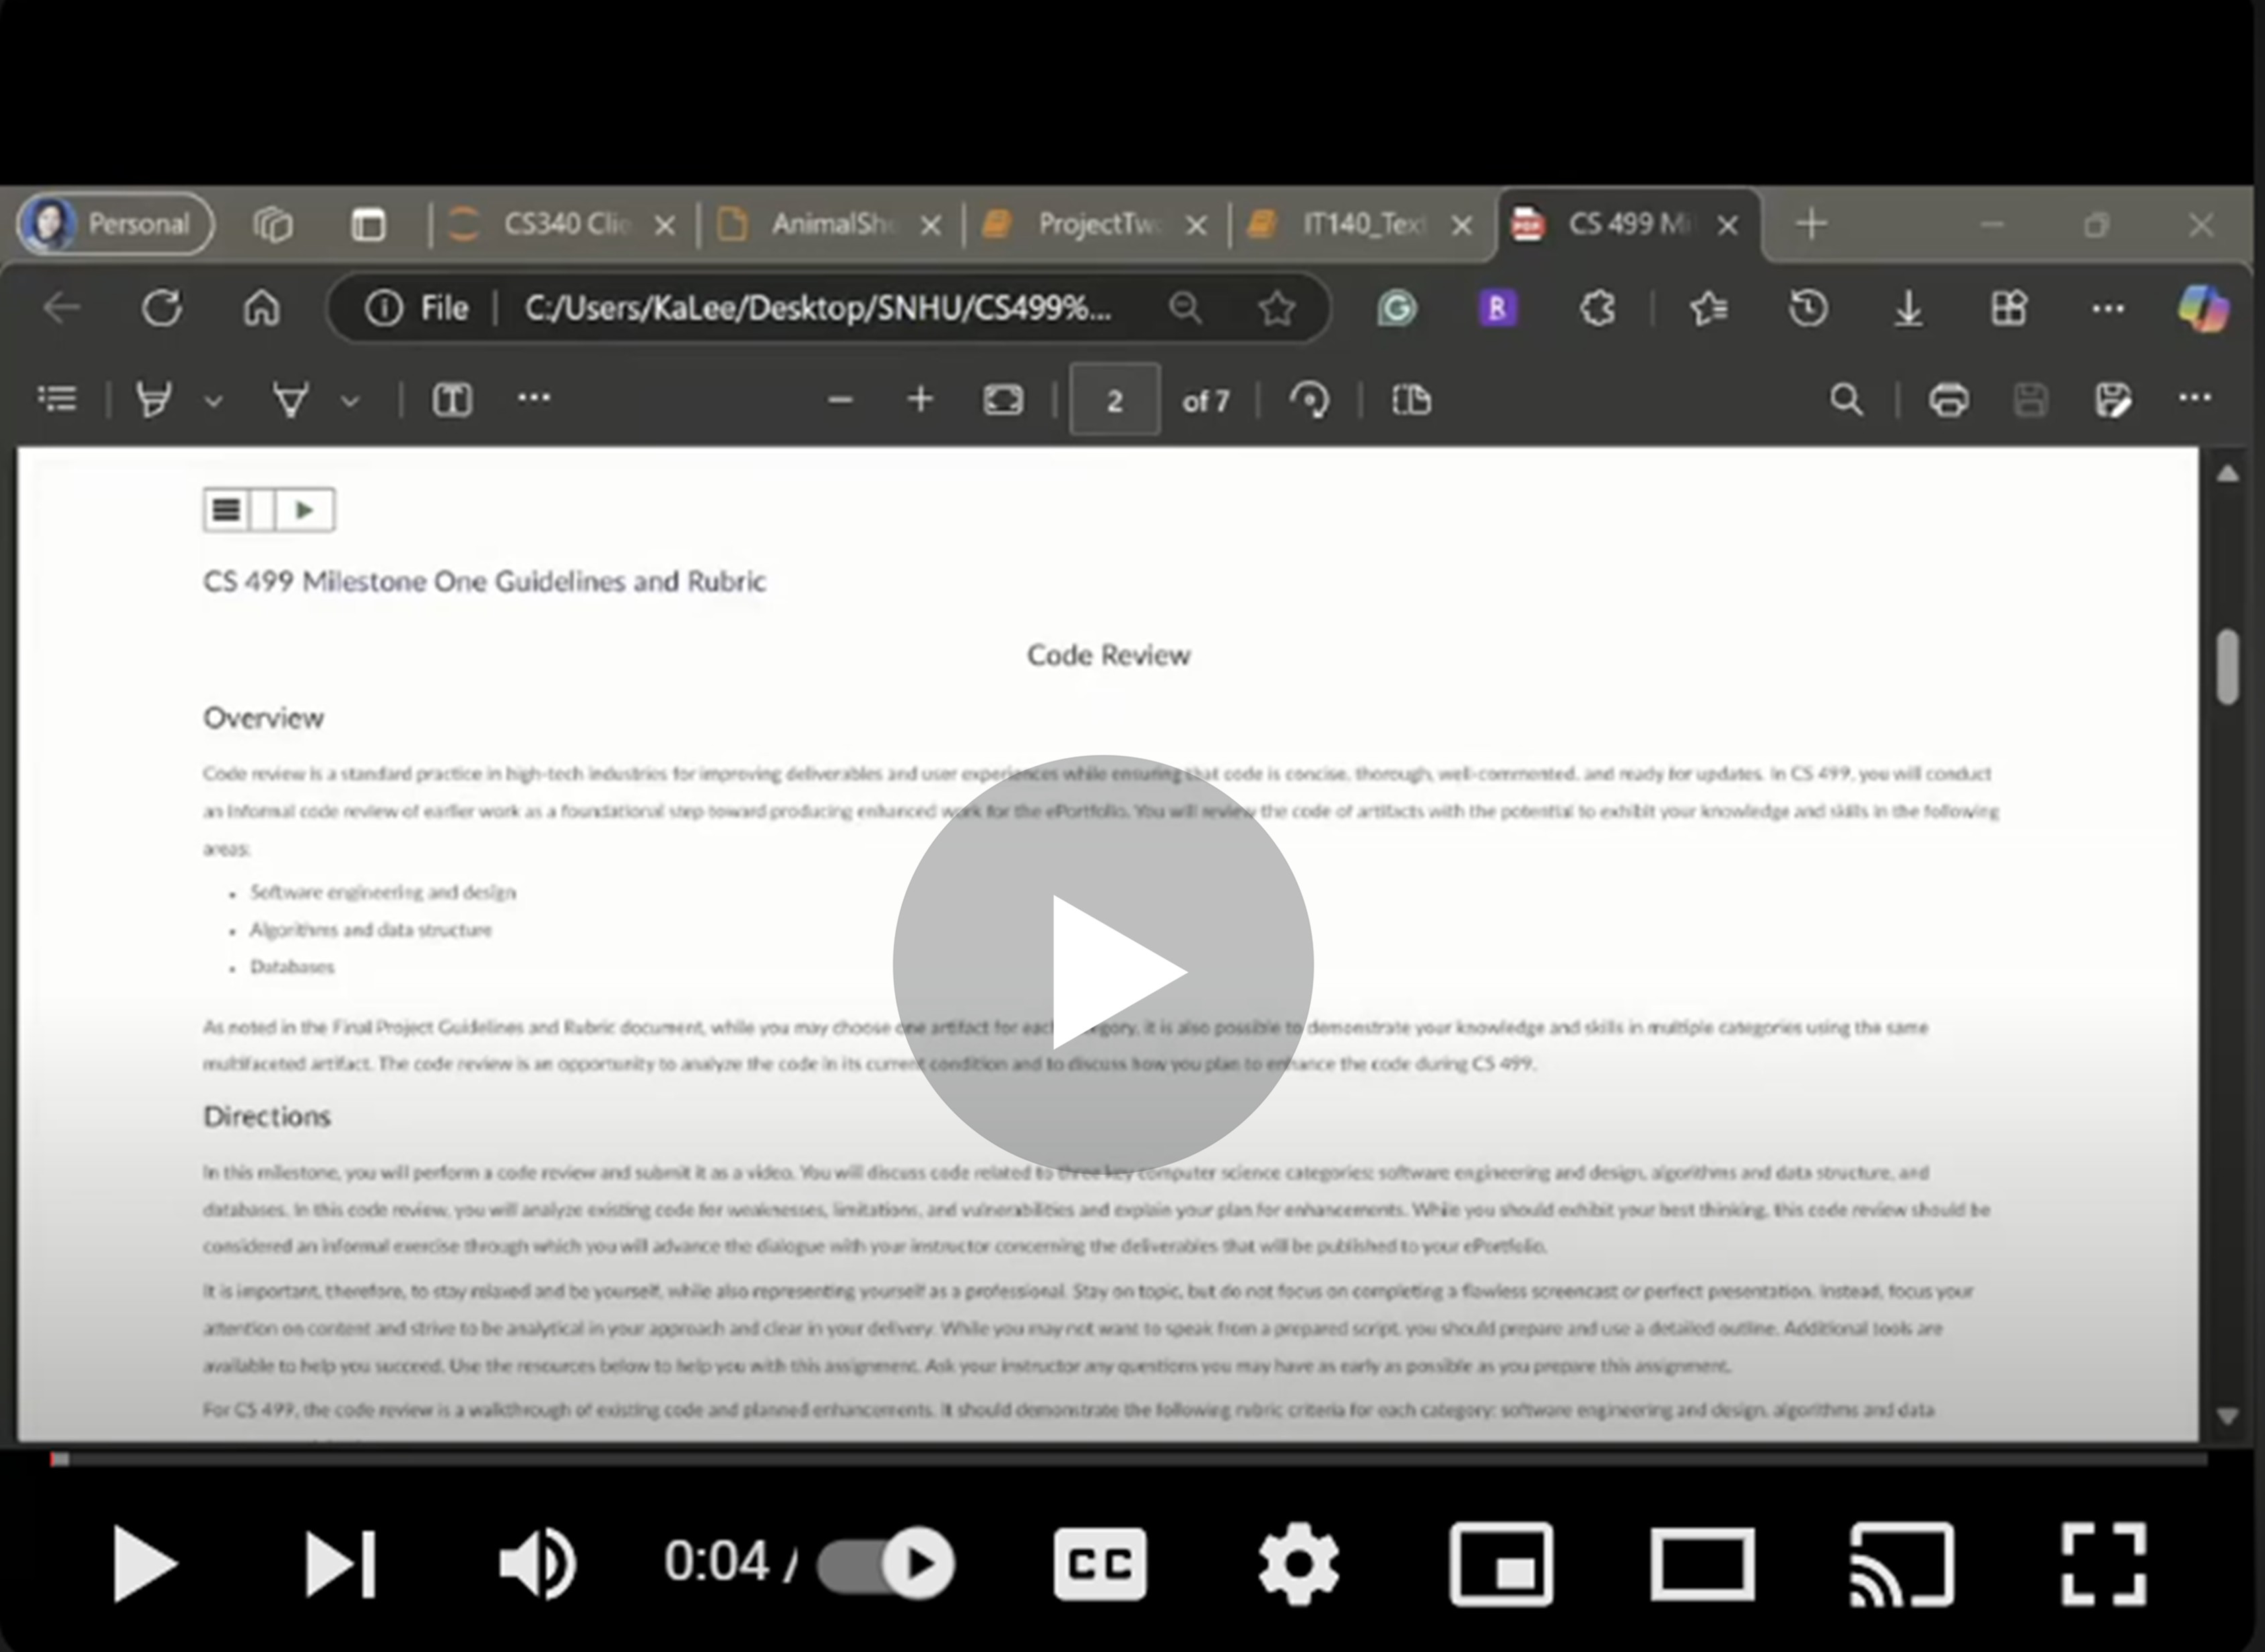 Personal
CS340 Clie
AnimalShe
ProjectTwo
IT140_Text
CS 499 Mi
File
C:/Users/KaLee/Desktop/SNHU/CS499%...
B
2 of 7
CS 499 Milestone One Guidelines and Rubric
Code Review
Overview
Code review is a standard practice in high-tech industries for improving deliverables and user experiences while ensuring that code is concise, thorough, well-commented, and ready for updates. In CS 499, you will conduct
an informal code review of earlier work as a foundational step toward producing enhanced work for the ePortfolio. You will review the code of artifacts with the potential to exhibit your knowledge and skills in the following
areas:
• Software engineering and design
• Algorithms and data structure
• Databases
As noted in the Final Project Guidelines and Rubric document, while you may choose one artifact for each category, it is also possible to demonstrate your knowledge and skills in multiple categories using the same
multifaceted artifact. The code review is an opportunity to analyze the code in its current condition and to discuss how you plan to enhance the code during CS 499.
Directions
In this milestone, you will perform a code review and submit it as a video. You will discuss code related to three key computer science categories: software engineering and design, algorithms and data structure, and
databases. In this code review, you will analyze existing code for weaknesses, limitations, and vulnerabilities and explain your plan for enhancements. While you should exhibit your best thinking, this code review should be
considered an informal exercise through which you will advance the dialogue with your instructor concerning the deliverables that will be published to your ePortfolio.
It is important, therefore, to stay relaxed and be yourself, while also representing yourself as a professional. Stay on topic, but do not focus on completing a flawless screencast or perfect presentation. Instead, focus your
attention on content and strive to be analytical in your approach and clear in your delivery. While you may not want to speak from a prepared script, you should prepare and use a detailed outline. Additional tools are
available to help you succeed. Use the resources below to help you with this assignment. Ask your instructor any questions you may have as early as possible as you prepare this assignment.
For CS 499, the code review is a walkthrough of existing code and planned enhancements. It should demonstrate the following rubric criteria for each category: software engineering and design, algorithms and data
0:04 /
CC